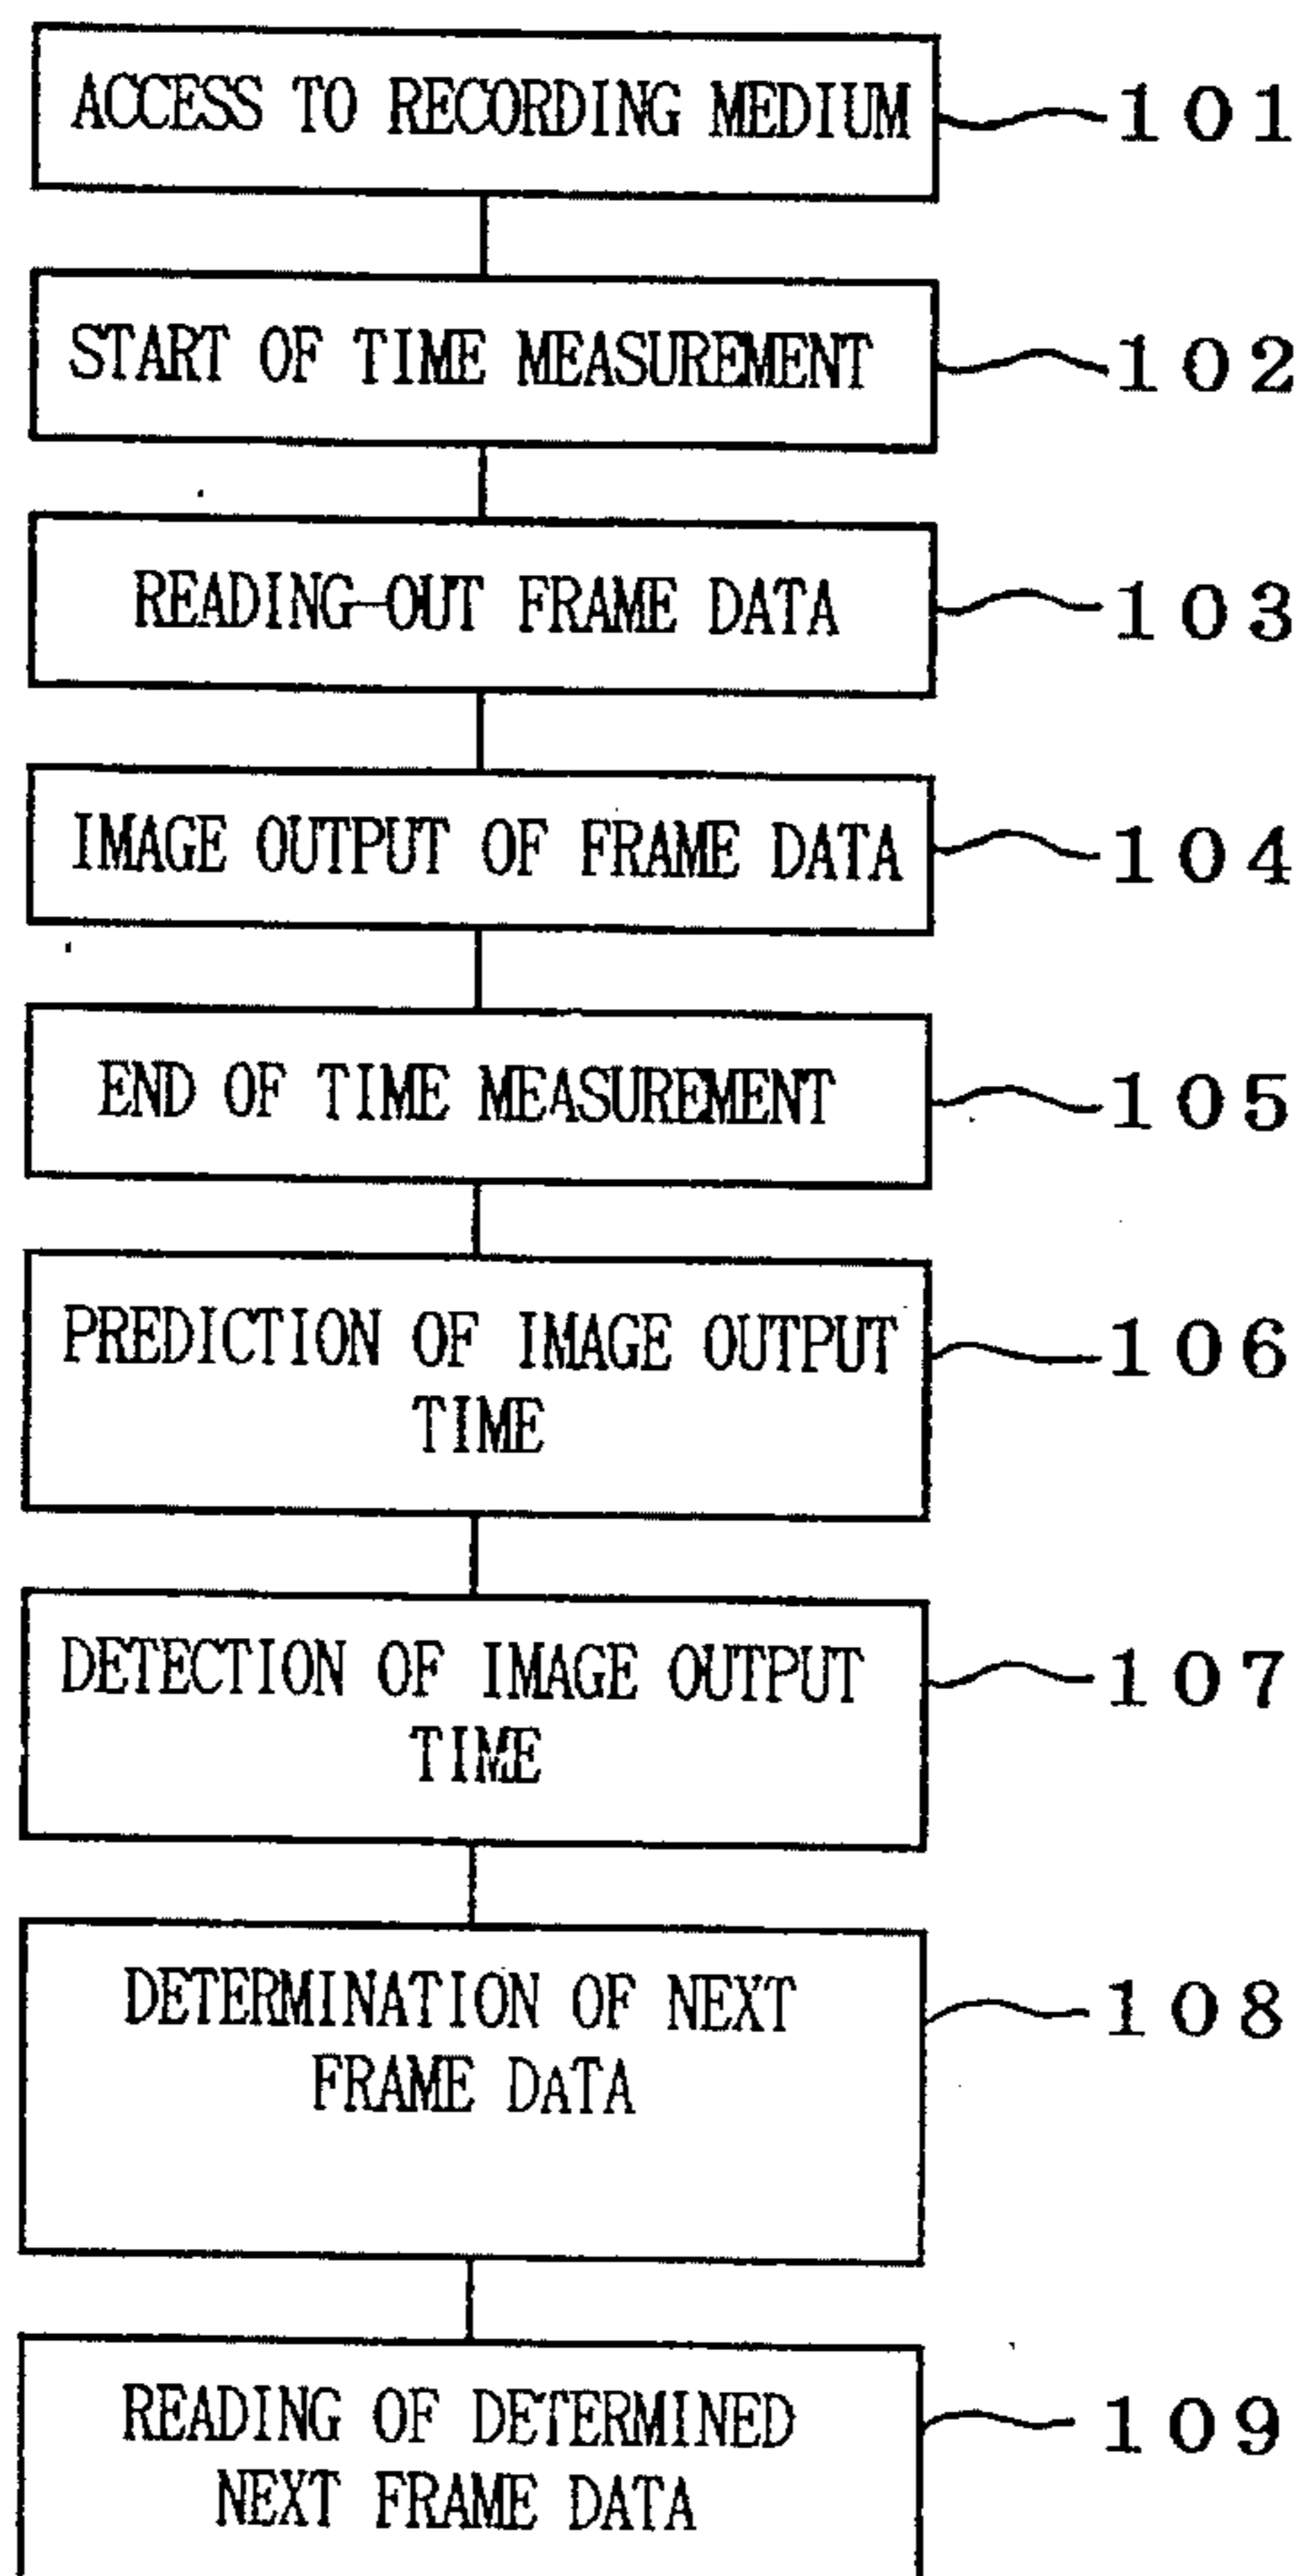 ACCESS TO RECORDING MEDIUM 101
START OF TIME MEASUREMENT 102
READING-OUT FRAME DATA 103
IMAGE OUTPUT OF FRAME DATA 104
END OF TIME MEASUREMENT 105
PREDICTION OF IMAGE OUTPUT 106
TIME
DETECTION OF IMAGE OUTPUT 107
TIME
DETERMINATION OF NEXT 108
FRAME DATA
READING OF DETERMINED 109
NEXT FRAME DATA